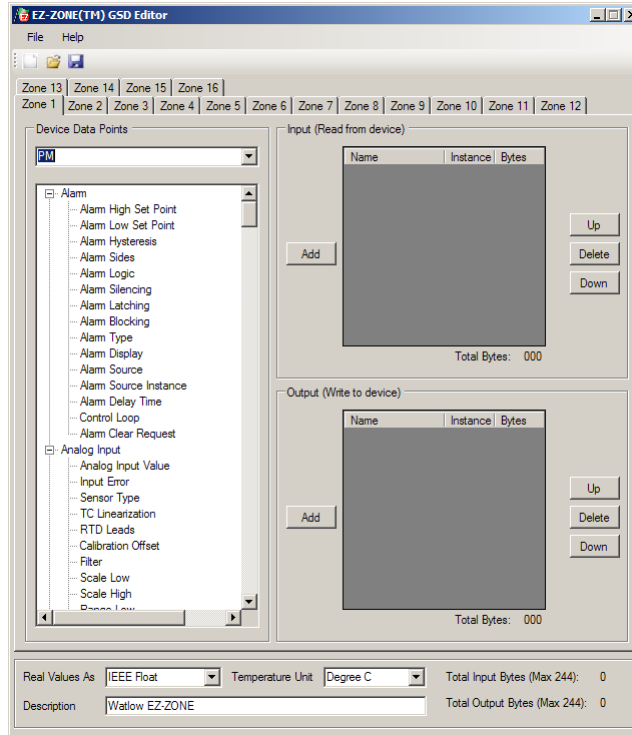 EZ-ZONE(TM) GSD Editor
File Help
Zone 13 Zone 14 Zone 15 Zone 16
Zone 1 Zone 2 Zone 3 Zone 4 Zone 5 Zone 6 Zone 7 Zone 8 Zone 9 Zone 10 Zone 11 Zone 12
Device Data Points
PM
Alarm
Alarm High Set Point
Alarm Low Set Point
Alarm Hysteresis
Alarm Sides
Alarm Logic
Alarm Silencing
Alarm Latching
Alarm Blocking
Alarm Type
Alarm Display
Alarm Source
Alarm Source Instance
Alarm Delay Time
Control Loop
Alarm Clear Request
Analog Input
Analog Input Value
Input Error
Sensor Type
TC Linearization
RTD Leads
Calibration Offset
Filter
Scale Low
Scale High
Range Low
Input (Read from device)
Name Instance Bytes
Add
Up
Delete
Down
Total Bytes: 000
Output (Write to device)
Name Instance Bytes
Add
Up
Delete
Down
Total Bytes: 000
Real Values As IEEE Float Temperature Unit Degree C Total Input Bytes (Max 244): 0
Description Watlow EZ-ZONE Total Output Bytes (Max 244): 0